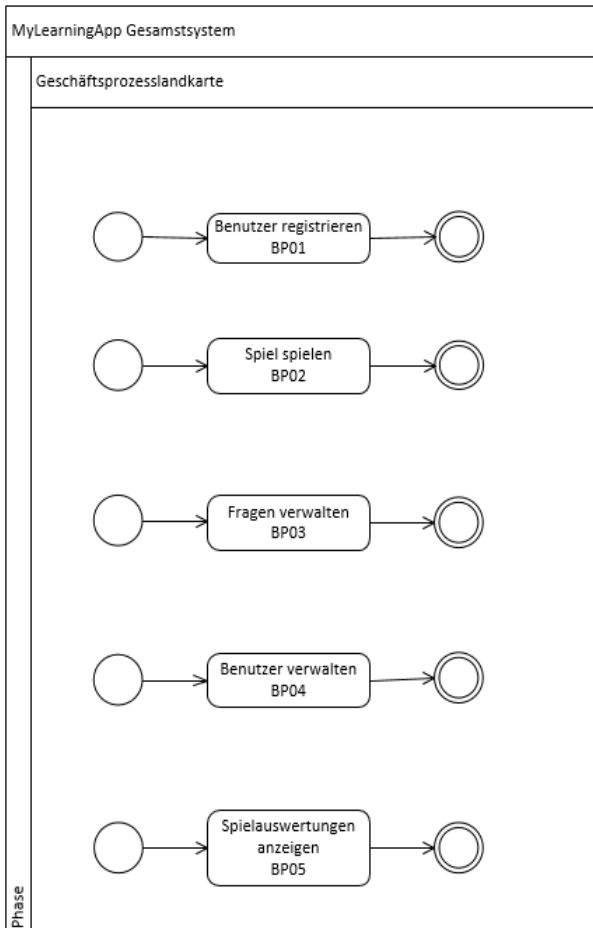 MyLearningApp Gesamstsystem
Geschäftsprozesslandkarte
Benutzer registrieren
BP01
Spiel spielen
BP02
Fragen verwalten
BP03
Benutzer verwalten
BP04
Spielauswertungen
anzeigen
BP05
Phase